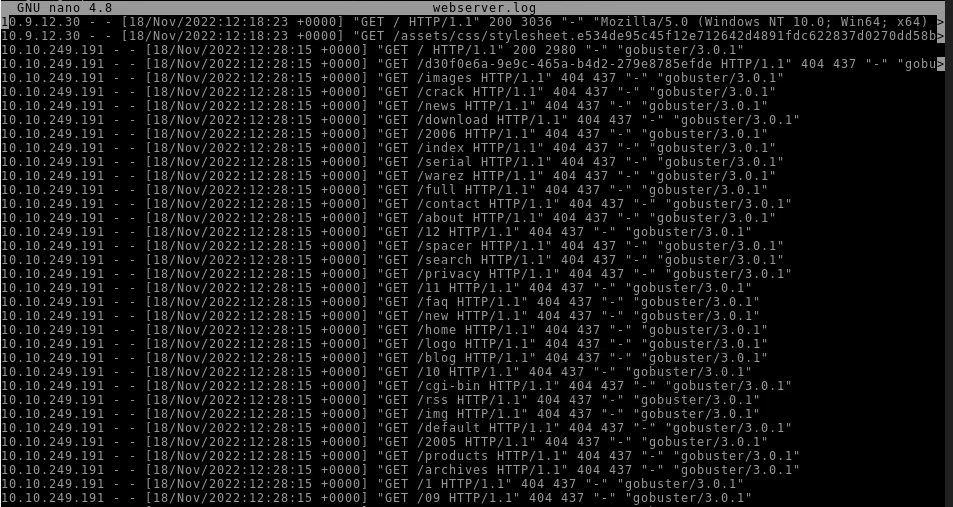 GNU nano 4.8 webserver.log
10.9.12.30 - - [18/Nov/2022:12:18:23 +0000] "GET / HTTP/1.1" 200 3036 "-" "Mozilla/5.0 (Windows NT 10.0; Win64; x64) >
10.9.12.30 - - [18/Nov/2022:12:18:23 +0000] "GET /assets/css/stylesheet.e534de95c45f12e712642d4891fdc622837d0270dd58b>
10.10.249.191 - - [18/Nov/2022:12:28:15 +0000] "GET / HTTP/1.1" 200 2980 "-" "gobuster/3.0.1"
10.10.249.191 - - [18/Nov/2022:12:28:15 +0000] "GET /d30f0e6a-9e9c-465a-b4d2-279e8785efde HTTP/1.1" 404 437 "-" "gobu>
10.10.249.191 - - [18/Nov/2022:12:28:15 +0000] "GET /images HTTP/1.1" 404 437 "-" "gobuster/3.0.1"
10.10.249.191 - - [18/Nov/2022:12:28:15 +0000] "GET /crack HTTP/1.1" 404 437 "-" "gobuster/3.0.1"
10.10.249.191 - - [18/Nov/2022:12:28:15 +0000] "GET /news HTTP/1.1" 404 437 "-" "gobuster/3.0.1"
10.10.249.191 - - [18/Nov/2022:12:28:15 +0000] "GET /download HTTP/1.1" 404 437 "-" "gobuster/3.0.1"
10.10.249.191 - - [18/Nov/2022:12:28:15 +0000] "GET /2006 HTTP/1.1" 404 437 "-" "gobuster/3.0.1"
10.10.249.191 - - [18/Nov/2022:12:28:15 +0000] "GET /index HTTP/1.1" 404 437 "-" "gobuster/3.0.1"
10.10.249.191 - - [18/Nov/2022:12:28:15 +0000] "GET /serial HTTP/1.1" 404 437 "-" "gobuster/3.0.1"
10.10.249.191 - - [18/Nov/2022:12:28:15 +0000] "GET /warez HTTP/1.1" 404 437 "-" "gobuster/3.0.1"
10.10.249.191 - - [18/Nov/2022:12:28:15 +0000] "GET /full HTTP/1.1" 404 437 "-" "gobuster/3.0.1"
10.10.249.191 - - [18/Nov/2022:12:28:15 +0000] "GET /contact HTTP/1.1" 404 437 "-" "gobuster/3.0.1"
10.10.249.191 - - [18/Nov/2022:12:28:15 +0000] "GET /about HTTP/1.1" 404 437 "-" "gobuster/3.0.1"
10.10.249.191 - - [18/Nov/2022:12:28:15 +0000] "GET /12 HTTP/1.1" 404 437 "-" "gobuster/3.0.1"
10.10.249.191 - - [18/Nov/2022:12:28:15 +0000] "GET /spacer HTTP/1.1" 404 437 "-" "gobuster/3.0.1"
10.10.249.191 - - [18/Nov/2022:12:28:15 +0000] "GET /search HTTP/1.1" 404 437 "-" "gobuster/3.0.1"
10.10.249.191 - - [18/Nov/2022:12:28:15 +0000] "GET /privacy HTTP/1.1" 404 437 "-" "gobuster/3.0.1"
10.10.249.191 - - [18/Nov/2022:12:28:15 +0000] "GET /11 HTTP/1.1" 404 437 "-" "gobuster/3.0.1"
10.10.249.191 - - [18/Nov/2022:12:28:15 +0000] "GET /faq HTTP/1.1" 404 437 "-" "gobuster/3.0.1"
10.10.249.191 - - [18/Nov/2022:12:28:15 +0000] "GET /new HTTP/1.1" 404 437 "-" "gobuster/3.0.1"
10.10.249.191 - - [18/Nov/2022:12:28:15 +0000] "GET /home HTTP/1.1" 404 437 "-" "gobuster/3.0.1"
10.10.249.191 - - [18/Nov/2022:12:28:15 +0000] "GET /logo HTTP/1.1" 404 437 "-" "gobuster/3.0.1"
10.10.249.191 - - [18/Nov/2022:12:28:15 +0000] "GET /blog HTTP/1.1" 404 437 "-" "gobuster/3.0.1"
10.10.249.191 - - [18/Nov/2022:12:28:15 +0000] "GET /10 HTTP/1.1" 404 437 "-" "gobuster/3.0.1"
10.10.249.191 - - [18/Nov/2022:12:28:15 +0000] "GET /cgi-bin HTTP/1.1" 404 437 "-" "gobuster/3.0.1"
10.10.249.191 - - [18/Nov/2022:12:28:15 +0000] "GET /rss HTTP/1.1" 404 437 "-" "gobuster/3.0.1"
10.10.249.191 - - [18/Nov/2022:12:28:15 +0000] "GET /img HTTP/1.1" 404 437 "-" "gobuster/3.0.1"
10.10.249.191 - - [18/Nov/2022:12:28:15 +0000] "GET /default HTTP/1.1" 404 437 "-" "gobuster/3.0.1"
10.10.249.191 - - [18/Nov/2022:12:28:15 +0000] "GET /2005 HTTP/1.1" 404 437 "-" "gobuster/3.0.1"
10.10.249.191 - - [18/Nov/2022:12:28:15 +0000] "GET /products HTTP/1.1" 404 437 "-" "gobuster/3.0.1"
10.10.249.191 - - [18/Nov/2022:12:28:15 +0000] "GET /archives HTTP/1.1" 404 437 "-" "gobuster/3.0.1"
10.10.249.191 - - [18/Nov/2022:12:28:15 +0000] "GET /1 HTTP/1.1" 404 437 "-" "gobuster/3.0.1"
10.10.249.191 - - [18/Nov/2022:12:28:15 +0000] "GET /09 HTTP/1.1" 404 437 "-" "gobuster/3.0.1"